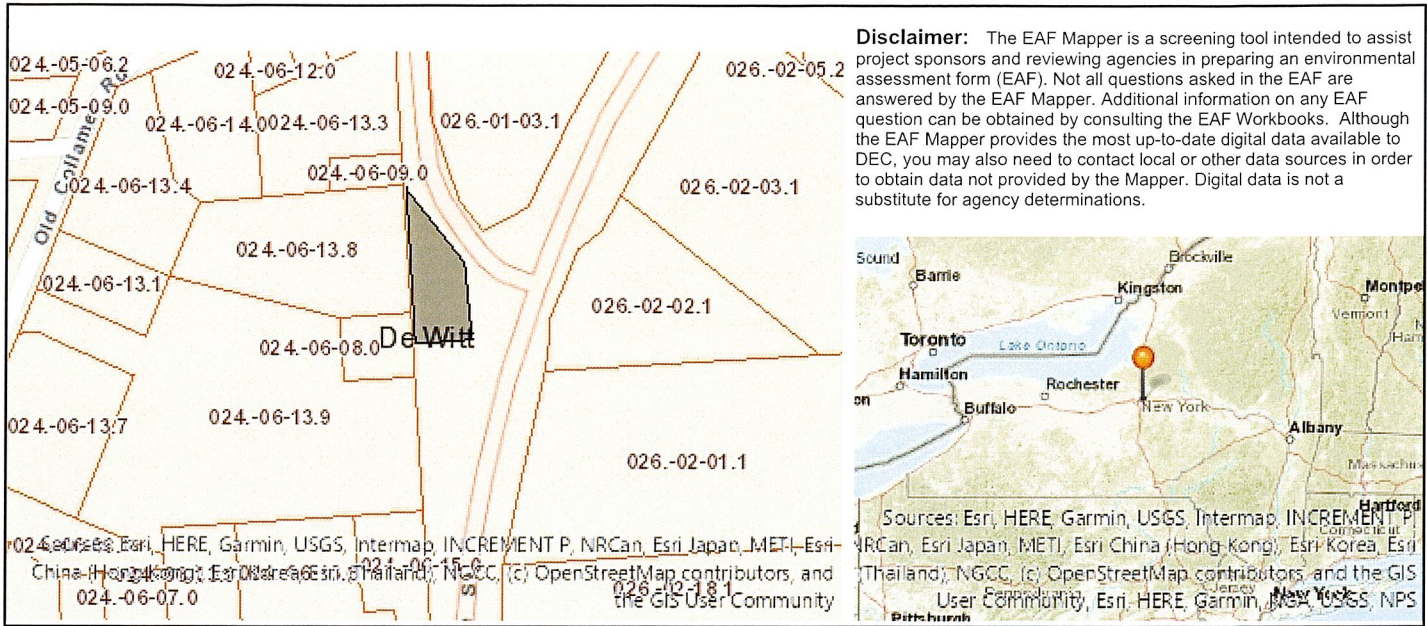 024.-05-06.2
024.-06-12.0
026.-02-05.2
024.-05-09.0
024.-06-14.0
024.-06-13.3
026.-01-03.1
Old Collamer Rd
024.-06-13.4
024.-06-09.0
026.-02-03.1
024.-06-13.8
024.-06-13.1
026.-02-02.1
024.-06-08.0
De Witt
024.-06-13.7
024.-06-13.9
026.-02-01.1
Sources: Esri, HERE, Garmin, USGS, Intermap, INCREMENT P, NRCan, Esri Japan, METI, Esri
China (Hong Kong), Esri Korea, Esri (Thailand), NGCC, (c) OpenStreetMap contributors, and
the GIS User Community
024.-06-07.0
026.-02-18.1
S
Disclaimer: The EAF Mapper is a screening tool intended to assist
project sponsors and reviewing agencies in preparing an environmental
assessment form (EAF). Not all questions asked in the EAF are
answered by the EAF Mapper. Additional information on any EAF
question can be obtained by consulting the EAF Workbooks. Although
the EAF Mapper provides the most up-to-date digital data available to
DEC, you may also need to contact local or other data sources in order
to obtain data not provided by the Mapper. Digital data is not a
substitute for agency determinations.
Sound
Barrie
Brockville
Kingston
Montpe
Vermont
Toronto
Lake Ontario
Ham
Hamilton
on
Rochester
Buffalo
New York
Albany
Massachus
Hartford
Connecticut
Sources: Esri, HERE, Garmin, USGS, Intermap, INCREMENT P,
NRCan, Esri Japan, METI, Esri China (Hong Kong), Esri Korea, Esri
(Thailand), NGCC, (c) OpenStreetMap contributors, and the GIS
User Community, Esri, HERE, Garmin, NGA, USGS, NPS
Pennsylvania
Jersey
New York
Pittsburgh